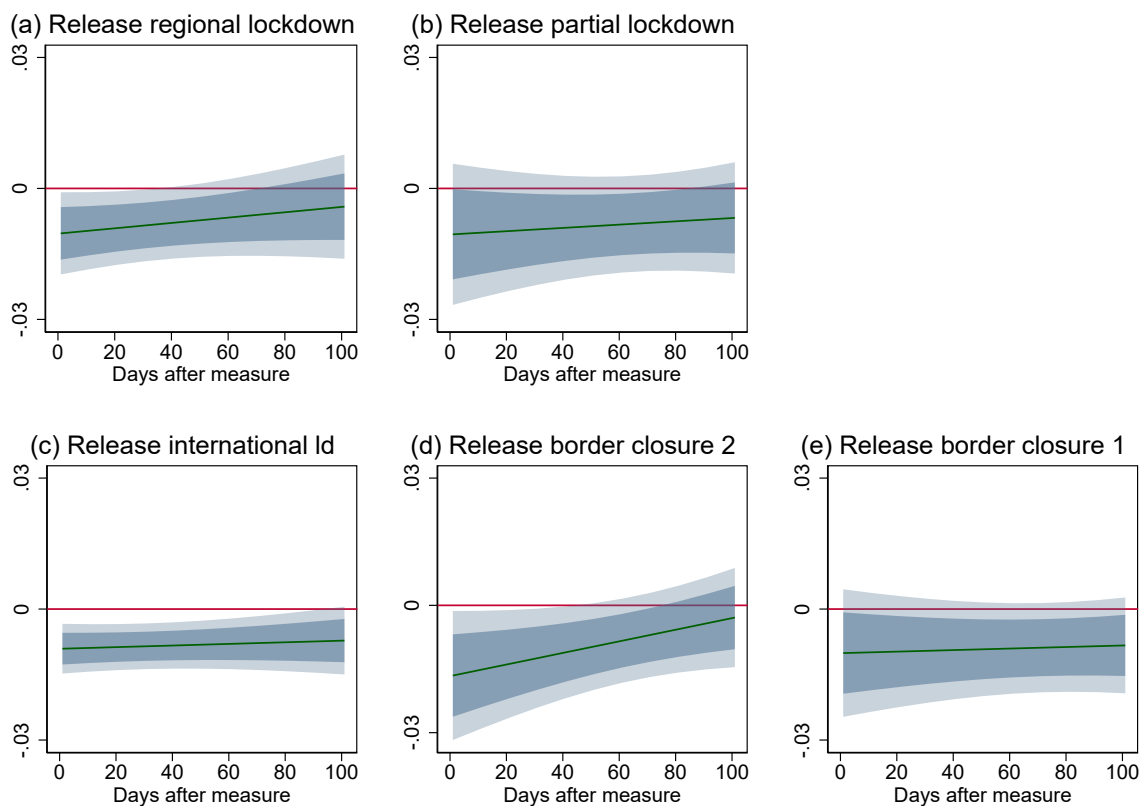 (a) Release regional lockdown
.03
0
-.03
0 20 40 60 80 100
Days after measure
(b) Release partial lockdown
.03
0
-.03
0 20 40 60 80 100
Days after measure
(c) Release international ld
.03
0
-.03
0 20 40 60 80 100
Days after measure
(d) Release border closure 2
.03
0
-.03
0 20 40 60 80 100
Days after measure
(e) Release border closure 1
.03
0
-.03
0 20 40 60 80 100
Days after measure